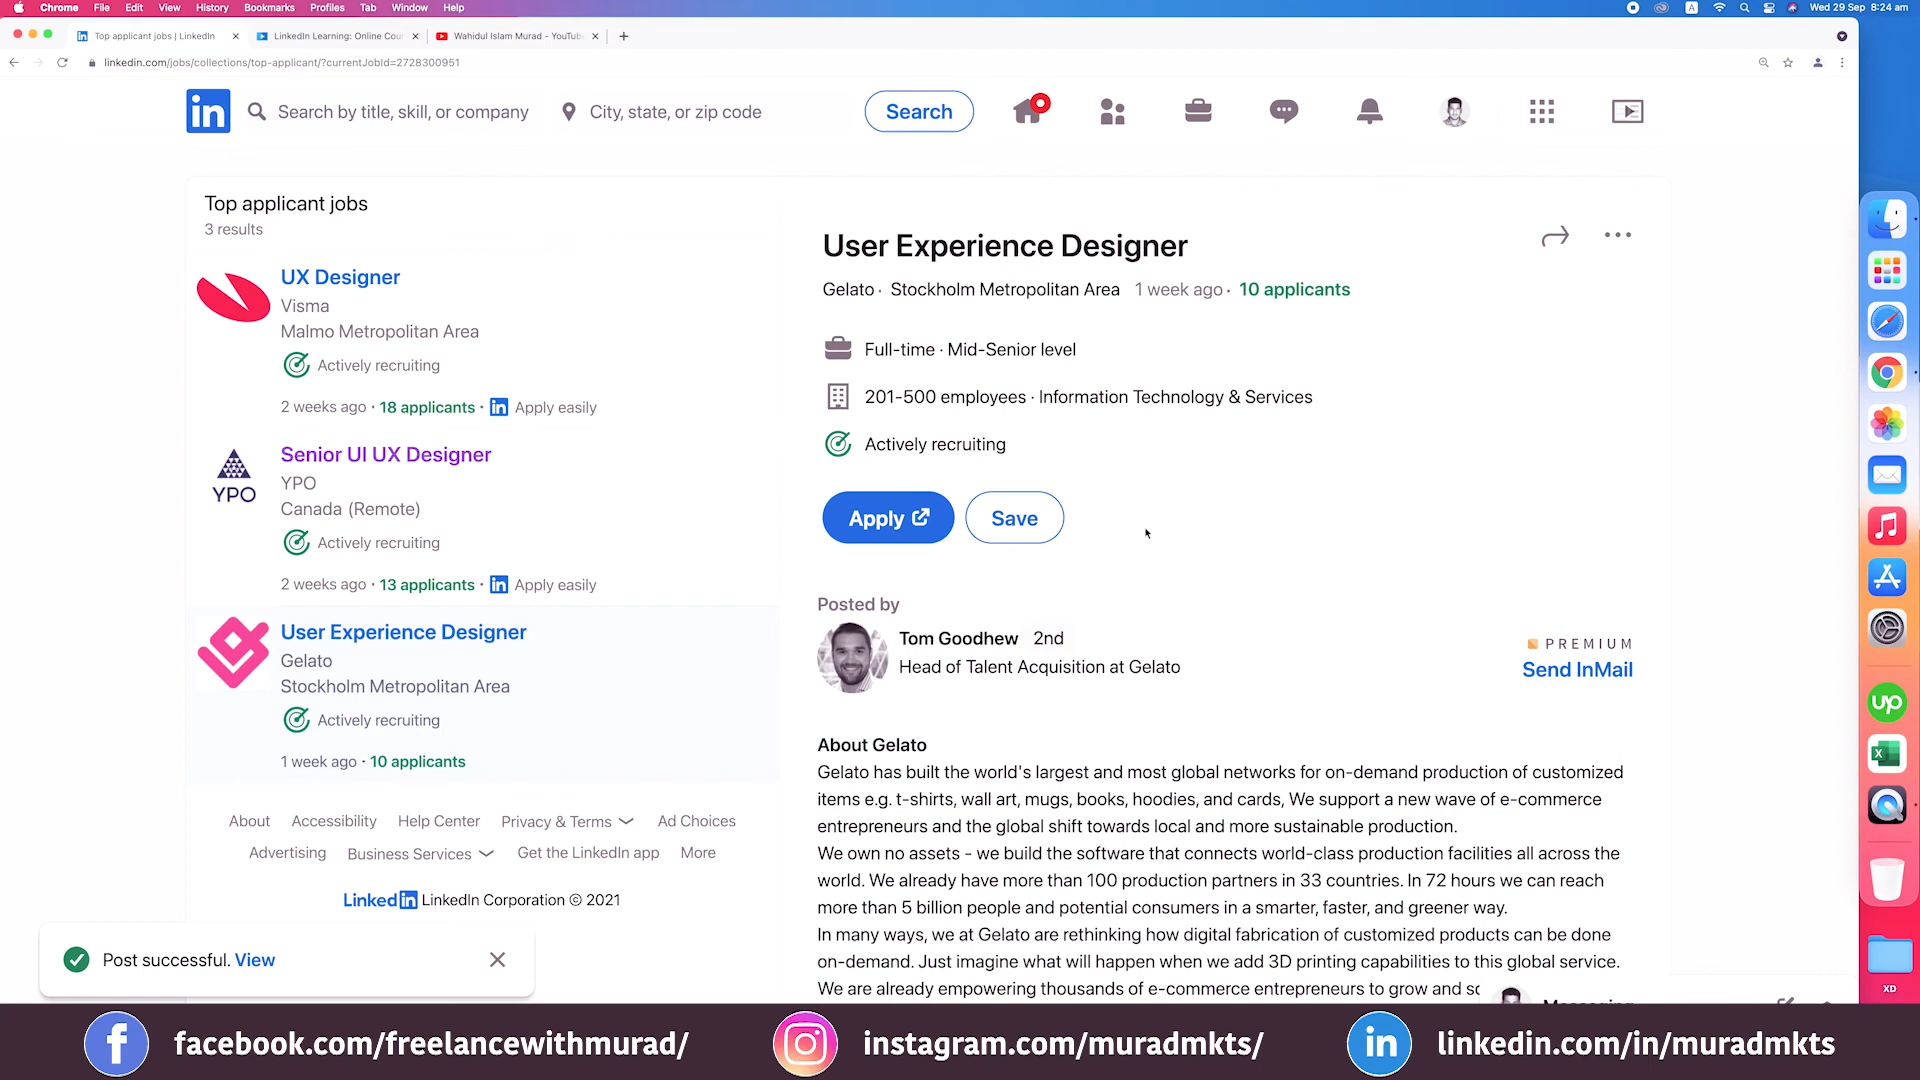 Chrome File Edit View History Bookmarks Profiles Tab Window Help
A Wed 29 Sep 8:24 am
Top applicant jobs | LinkedIn
LinkedIn Learning: Online Cou
Wahidul Islam Murad - YouTub
linkedin.com/jobs/collections/top-applicant/?currentJobId=2728300951
in Search by title, skill, or company City, state, or zip code Search
Top applicant jobs
3 results
UX Designer
Visma
Malmo Metropolitan Area
Actively recruiting
2 weeks ago · 18 applicants · in Apply easily
YPO
Senior UI UX Designer
YPO
Canada (Remote)
Actively recruiting
2 weeks ago · 13 applicants · in Apply easily
User Experience Designer
Gelato
Stockholm Metropolitan Area
Actively recruiting
1 week ago · 10 applicants
About Accessibility Help Center Privacy & Terms Ad Choices
Advertising Business Services Get the LinkedIn app More
Linked in LinkedIn Corporation © 2021
Post successful. View
User Experience Designer
Gelato · Stockholm Metropolitan Area 1 week ago · 10 applicants
Full-time · Mid-Senior level
201-500 employees · Information Technology & Services
Actively recruiting
Apply Save
Posted by
Tom Goodhew 2nd
Head of Talent Acquisition at Gelato
PREMIUM
Send InMail
About Gelato
Gelato has built the world's largest and most global networks for on-demand production of customized
items e.g. t-shirts, wall art, mugs, books, hoodies, and cards, We support a new wave of e-commerce
entrepreneurs and the global shift towards local and more sustainable production.
We own no assets - we build the software that connects world-class production facilities all across the
world. We already have more than 100 production partners in 33 countries. In 72 hours we can reach
more than 5 billion people and potential consumers in a smarter, faster, and greener way.
In many ways, we at Gelato are rethinking how digital fabrication of customized products can be done
on-demand. Just imagine what will happen when we add 3D printing capabilities to this global service.
We are already empowering thousands of e-commerce entrepreneurs to grow and sc
up
XD
facebook.com/freelancewithmurad/
instagram.com/muradmkts/
in linkedin.com/in/muradmkts